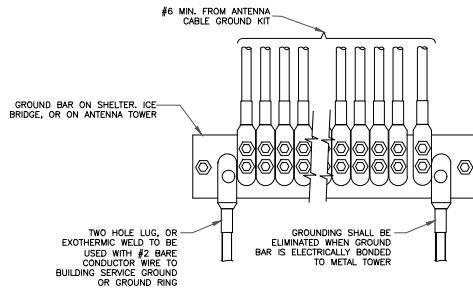 #6 MIN. FROM ANTENNA
CABLE GROUND KIT
GROUND BAR ON SHELTER. ICE
BRIDGE, OR ON ANTENNA TOWER
TWO HOLE LUG, OR
EXOTHERMIC WELD TO BE
USED WITH #2 BARE
CONDUCTOR WIRE TO
BUILDING SERVICE GROUND
OR GROUND RING
GROUNDING SHALL BE
ELIMINATED WHEN GROUND
BAR IS ELECTRICALLY BONDED
TO METAL TOWER